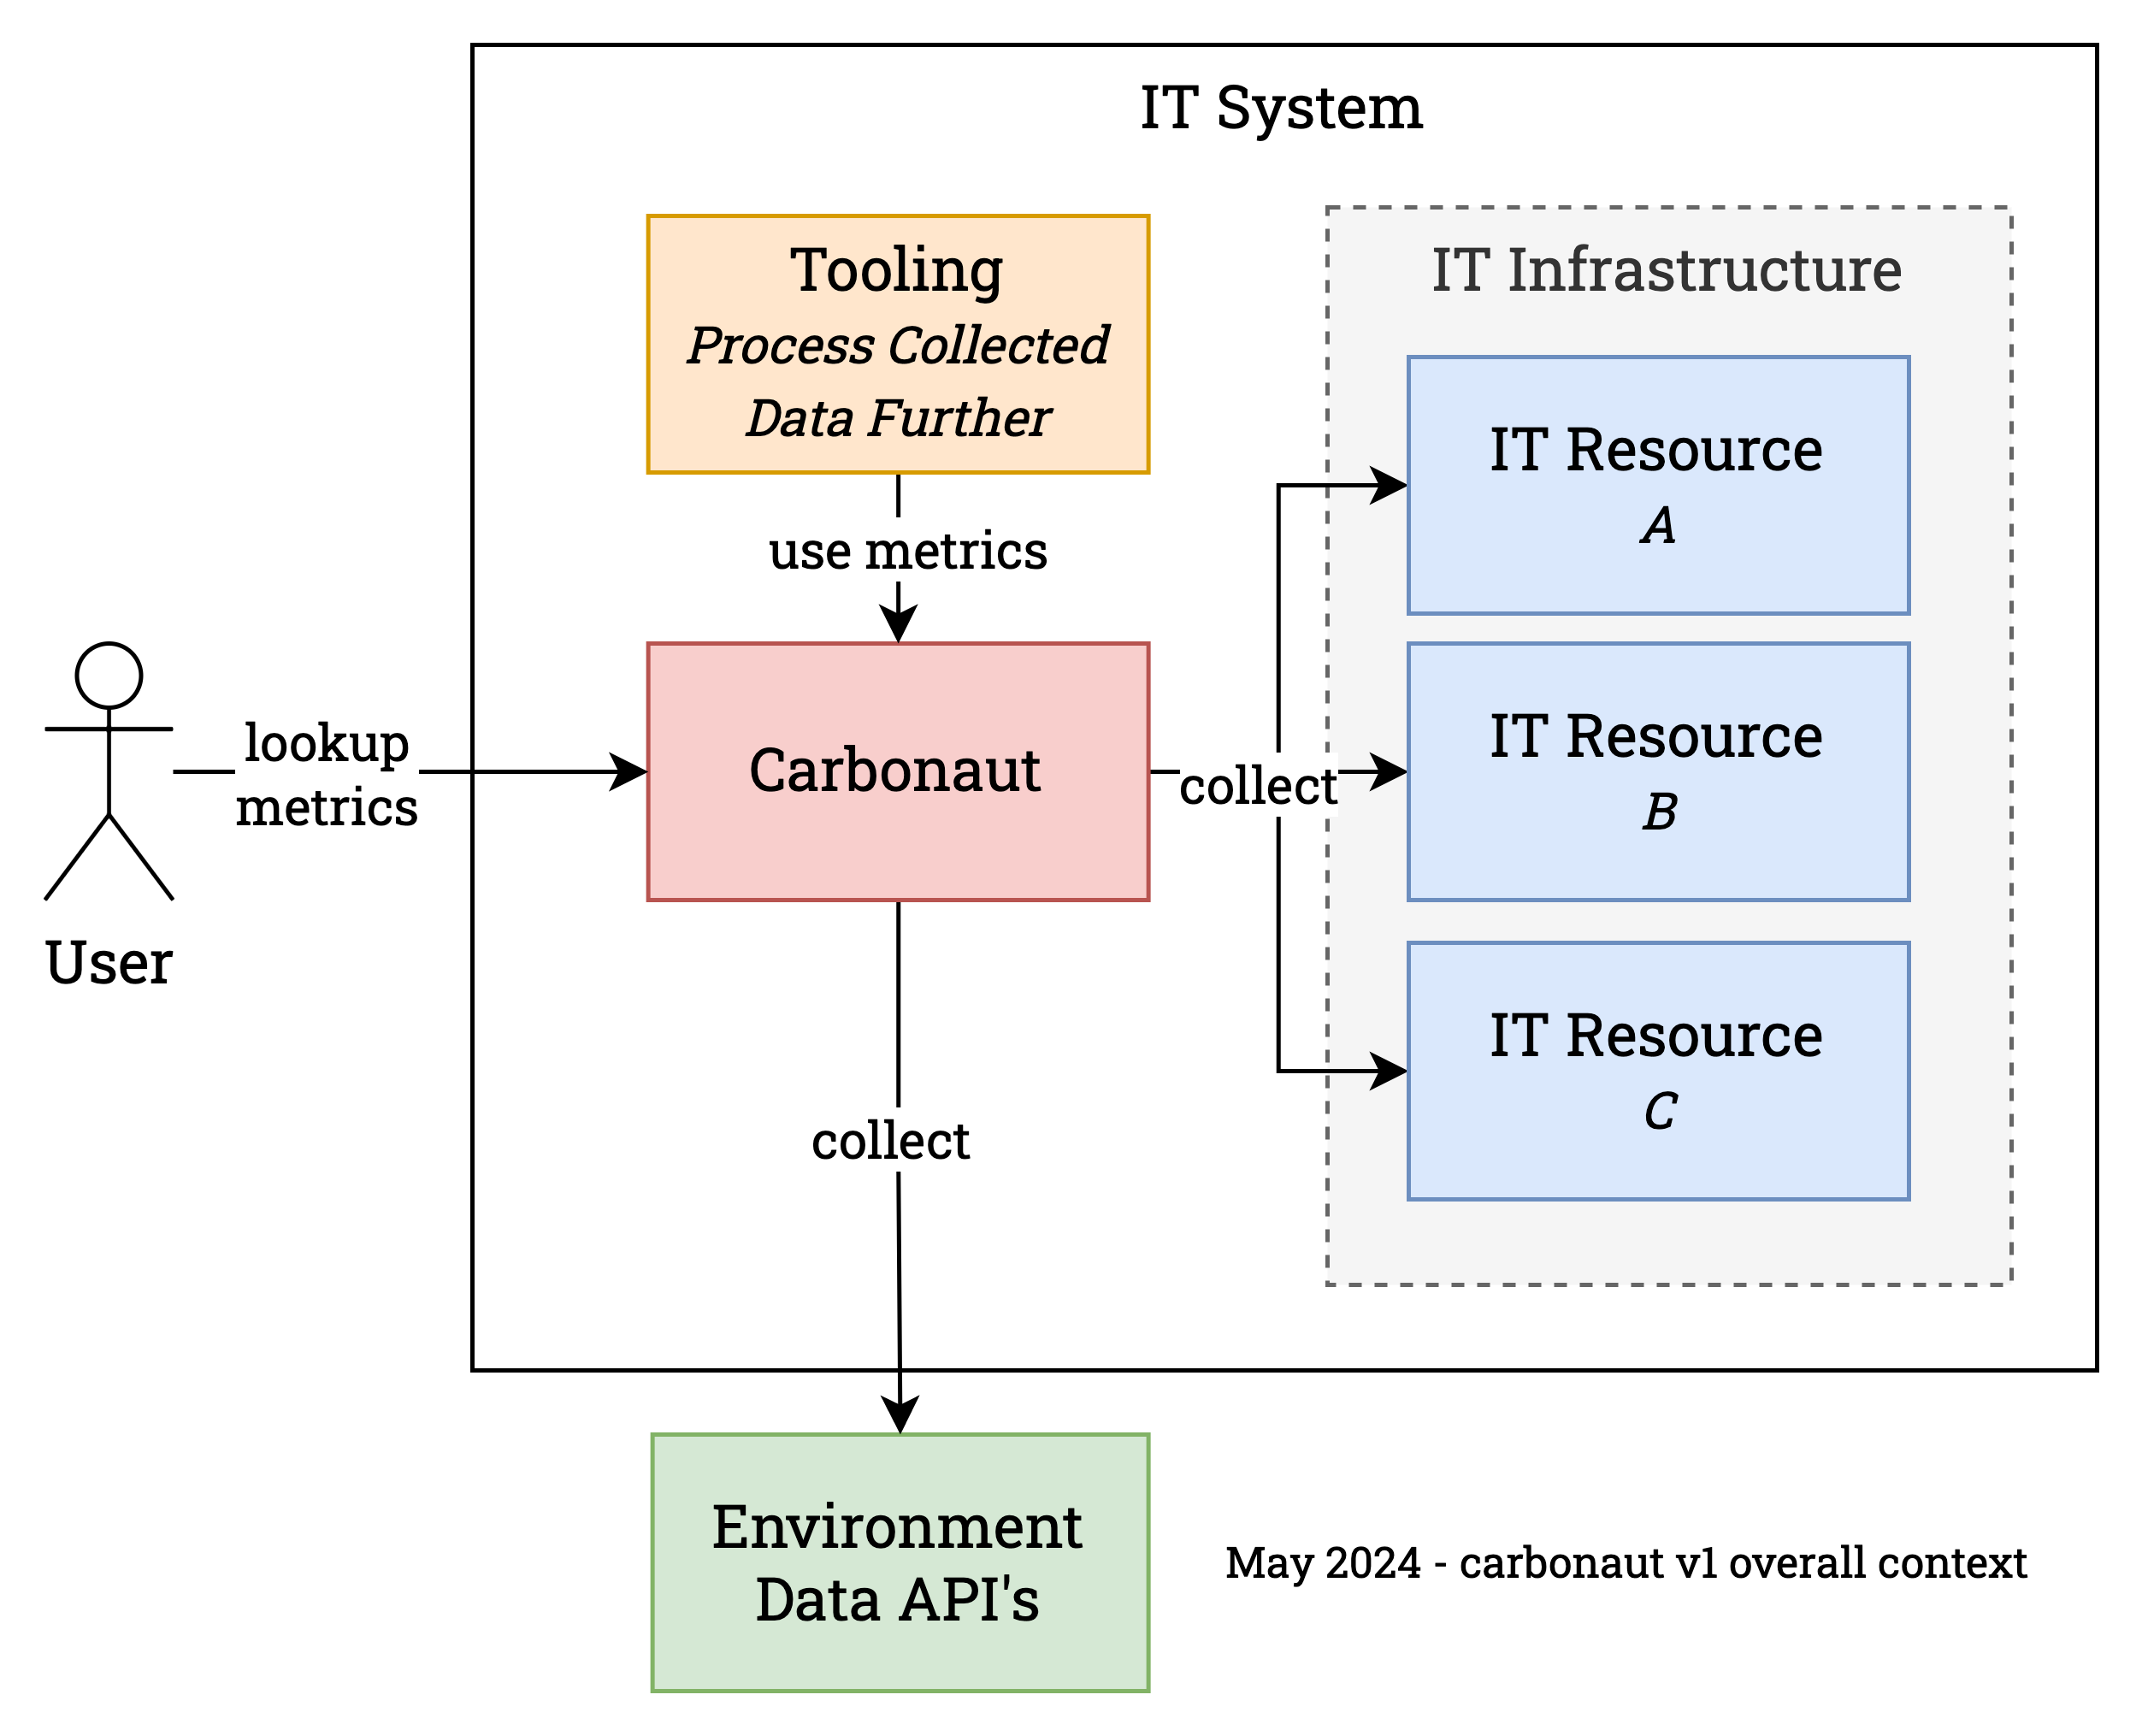 IT System
Tooling
Process Collected
Data Further
IT Infrastructure
IT Resource
A
use metrics
lookup
metrics
User
Carbonaut
collect
IT Resource
B
IT Resource
C
collect
Environment
Data API's
May 2024 - carbonaut v1 overall context